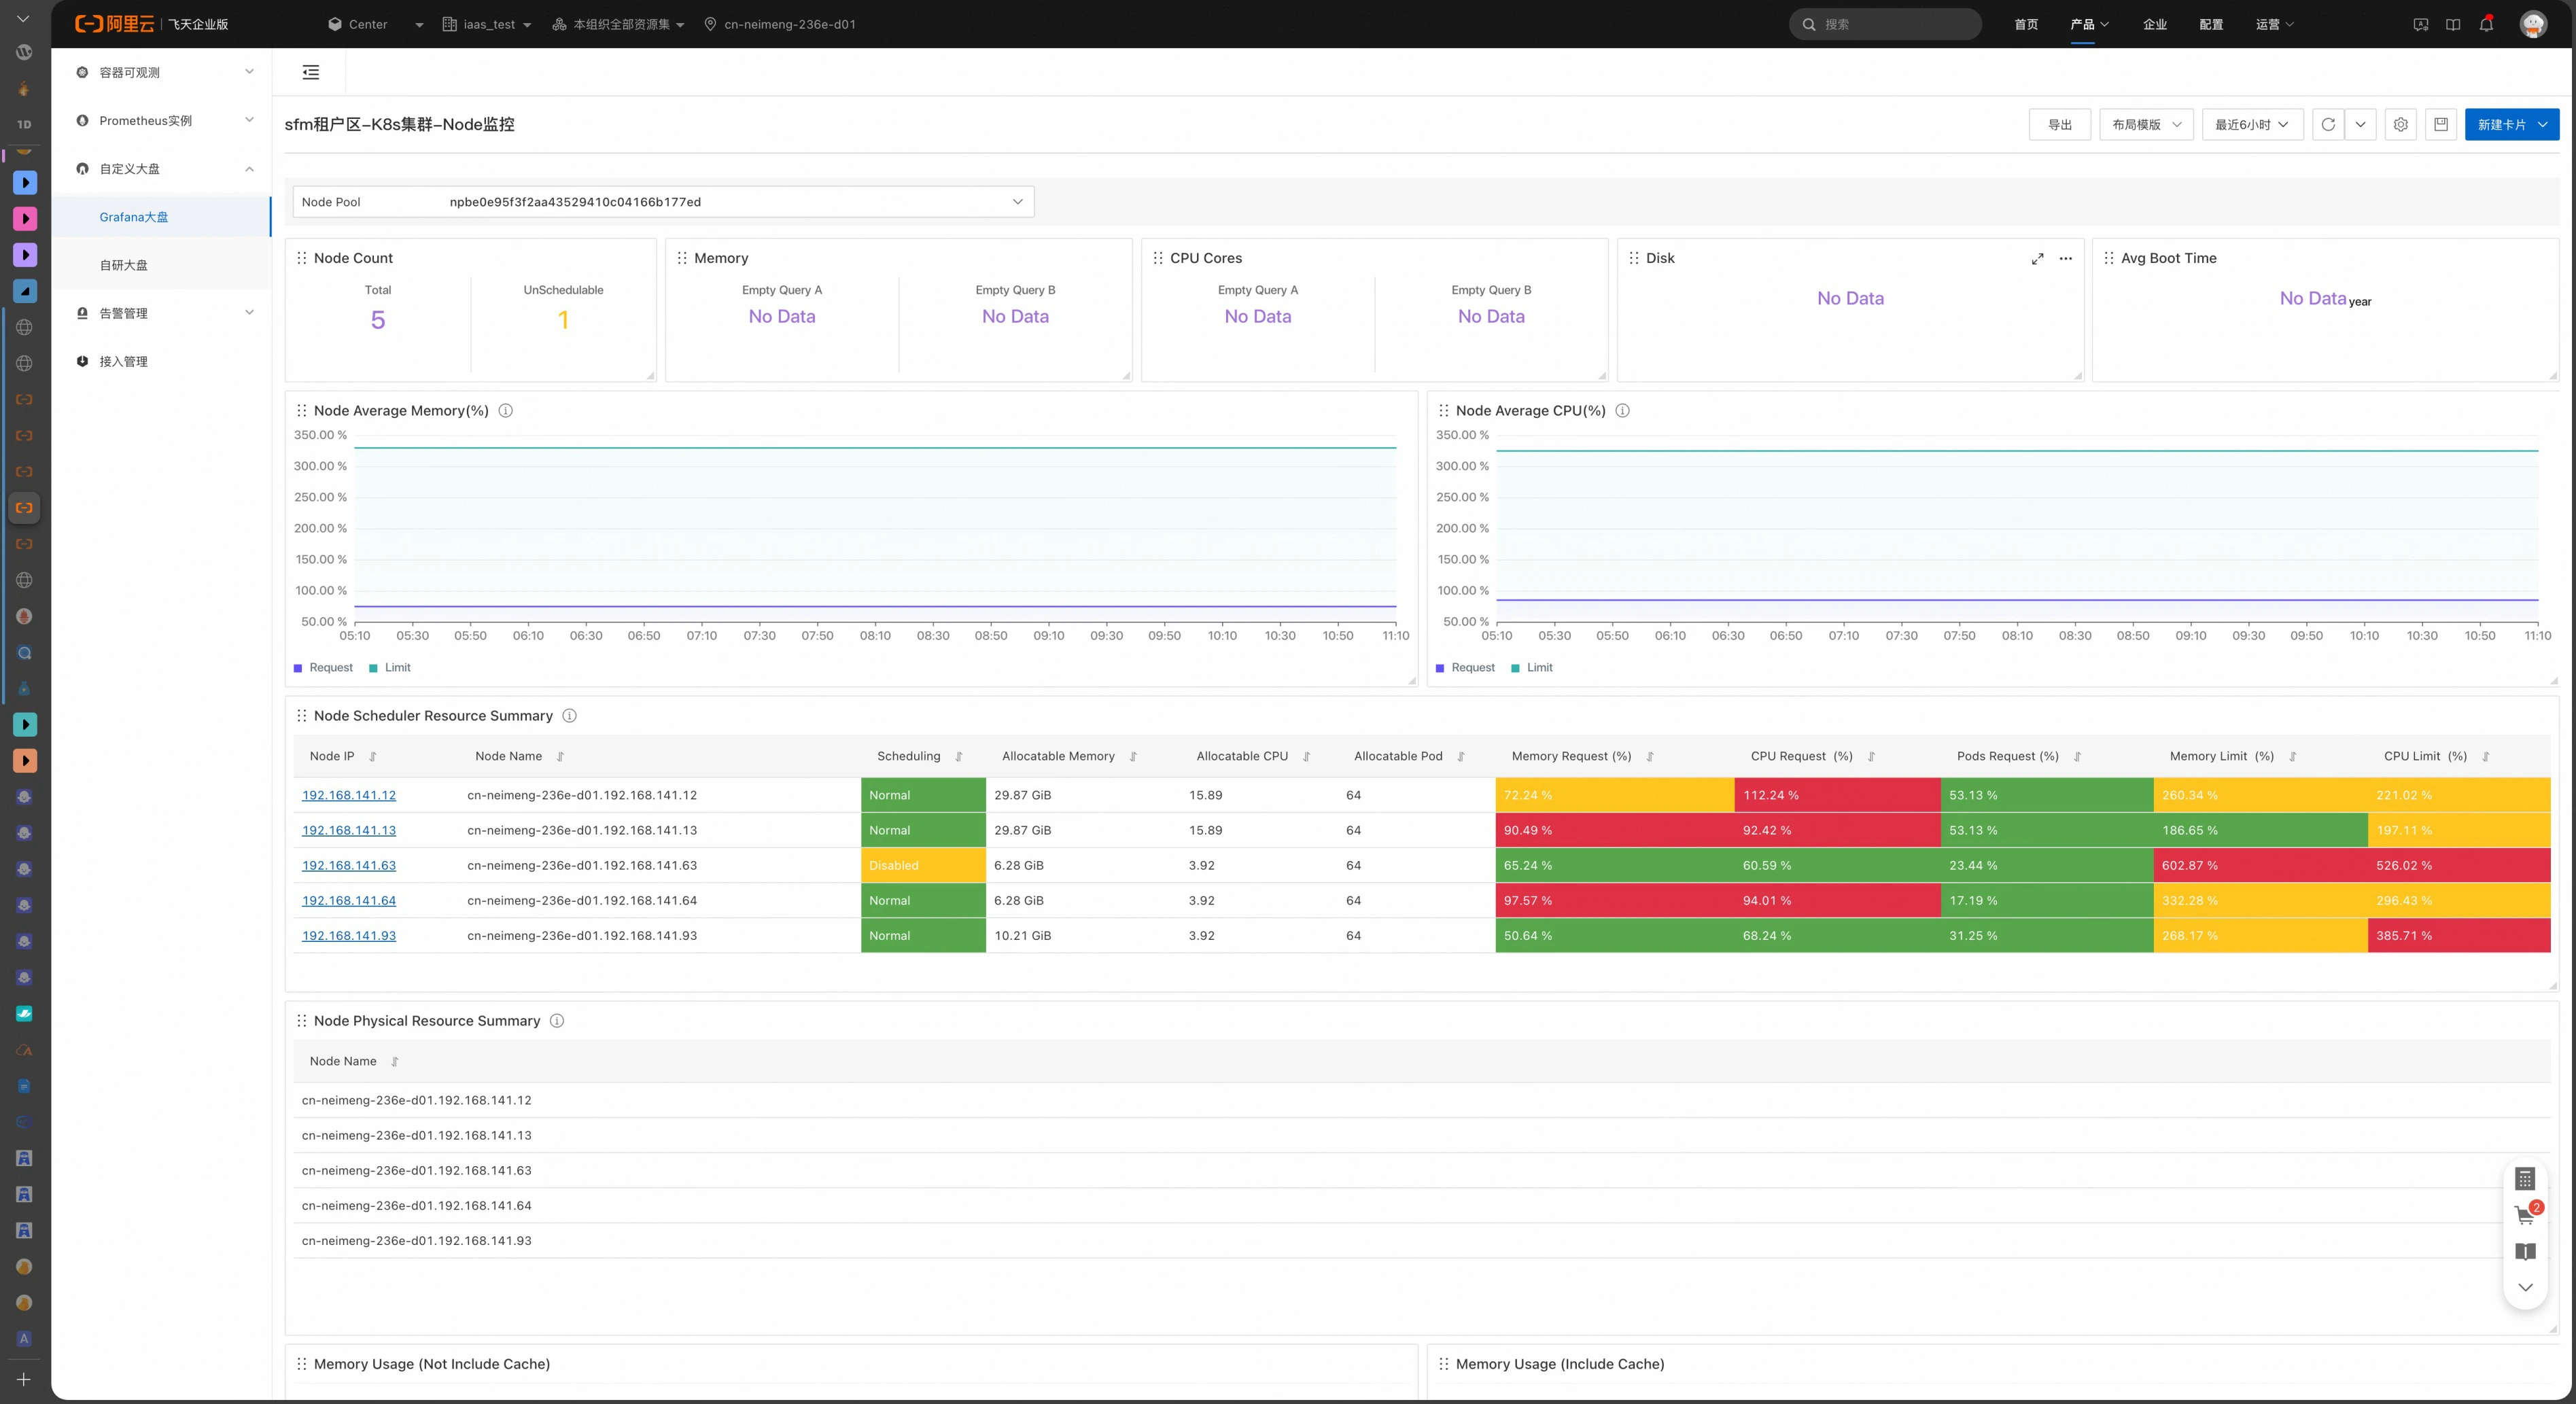 阿里云 | 飞天企业版 Center iaas_test 本组织全部资源集 cn-neimeng-236e-d01 搜索 首页 产品 企业 配置 运营
1D
容器可观测
Prometheus实例
自定义大盘
Grafana大盘
自研大盘
告警管理
接入管理
sfm租户区-K8s集群-Node监控 导出 布局模版 最近6小时 新建卡片
Node Pool npbe0e95f3f2aa43529410c04166b177ed
Node Count Memory CPU Cores Disk Avg Boot Time
Total UnSchedulable Empty Query A Empty Query B Empty Query A Empty Query B
5 1 No Data No Data No Data No Data No Data No Data year
Node Average Memory(%)
350.00 %
300.00 %
250.00 %
200.00 %
150.00 %
100.00 %
50.00 %
05:10 05:30 05:50 06:10 06:30 06:50 07:10 07:30 07:50 08:10 08:30 08:50 09:10 09:30 09:50 10:10 10:30 10:50 11:10
Request Limit
Node Average CPU(%)
350.00 %
300.00 %
250.00 %
200.00 %
150.00 %
100.00 %
50.00 %
05:10 05:30 05:50 06:10 06:30 06:50 07:10 07:30 07:50 08:10 08:30 08:50 09:10 09:30 09:50 10:10 10:30 10:50 11:10
Request Limit
Node Scheduler Resource Summary
Node IP Node Name Scheduling Allocatable Memory Allocatable CPU Allocatable Pod Memory Request (%) CPU Request (%) Pods Request (%) Memory Limit (%) CPU Limit (%)
192.168.141.12 cn-neimeng-236e-d01.192.168.141.12 Normal 29.87 GiB 15.89 64 72.24 % 112.24 % 53.13 % 260.34 % 221.02 %
192.168.141.13 cn-neimeng-236e-d01.192.168.141.13 Normal 29.87 GiB 15.89 64 90.49 % 92.42 % 53.13 % 186.65 % 197.11 %
192.168.141.63 cn-neimeng-236e-d01.192.168.141.63 Disabled 6.28 GiB 3.92 64 65.24 % 60.59 % 23.44 % 602.87 % 526.02 %
192.168.141.64 cn-neimeng-236e-d01.192.168.141.64 Normal 6.28 GiB 3.92 64 97.57 % 94.01 % 17.19 % 332.28 % 296.43 %
192.168.141.93 cn-neimeng-236e-d01.192.168.141.93 Normal 10.21 GiB 3.92 64 50.64 % 68.24 % 31.25 % 268.17 % 385.71 %
Node Physical Resource Summary
Node Name
cn-neimeng-236e-d01.192.168.141.12
cn-neimeng-236e-d01.192.168.141.13
cn-neimeng-236e-d01.192.168.141.63
cn-neimeng-236e-d01.192.168.141.64
cn-neimeng-236e-d01.192.168.141.93
2
Memory Usage (Not Include Cache) Memory Usage (Include Cache)
A